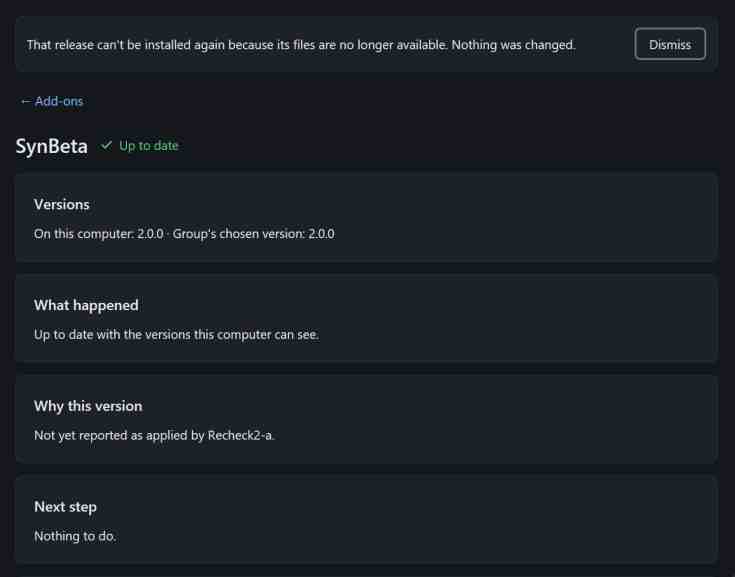 That release can't be installed again because its files are no longer available. Nothing was changed.
Dismiss
← Add-ons
SynBeta ✓ Up to date
Versions
On this computer: 2.0.0 · Group's chosen version: 2.0.0
What happened
Up to date with the versions this computer can see.
Why this version
Not yet reported as applied by Recheck2-a.
Next step
Nothing to do.